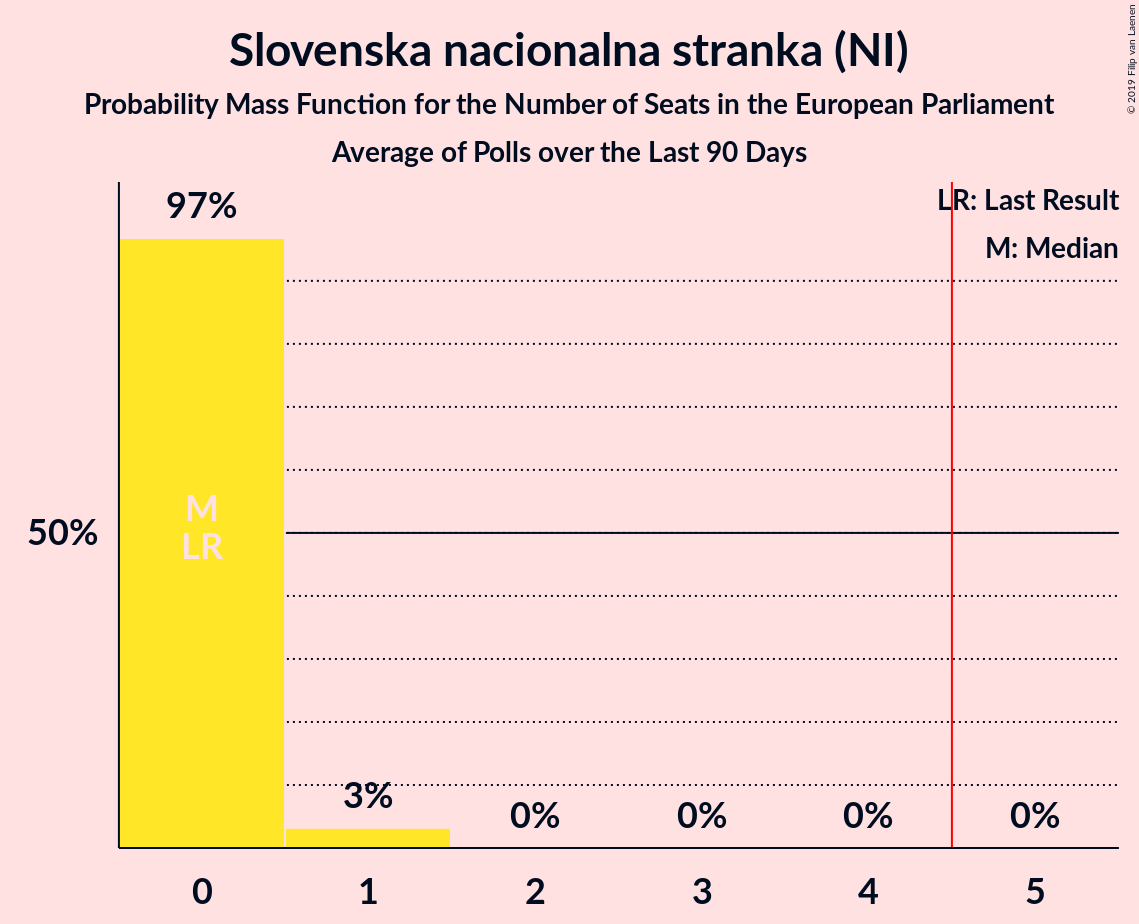 Slovenska nacionalna stranka (NI)
Probability Mass Function for the Number of Seats in the European Parliament
Average of Polls over the Last 90 Days
© 2019 Filip van Laenen
LR: Last Result
M: Median
97%
M
LR
50%
3%
0%
0%
0%
0%
0
1
2
3
4
5